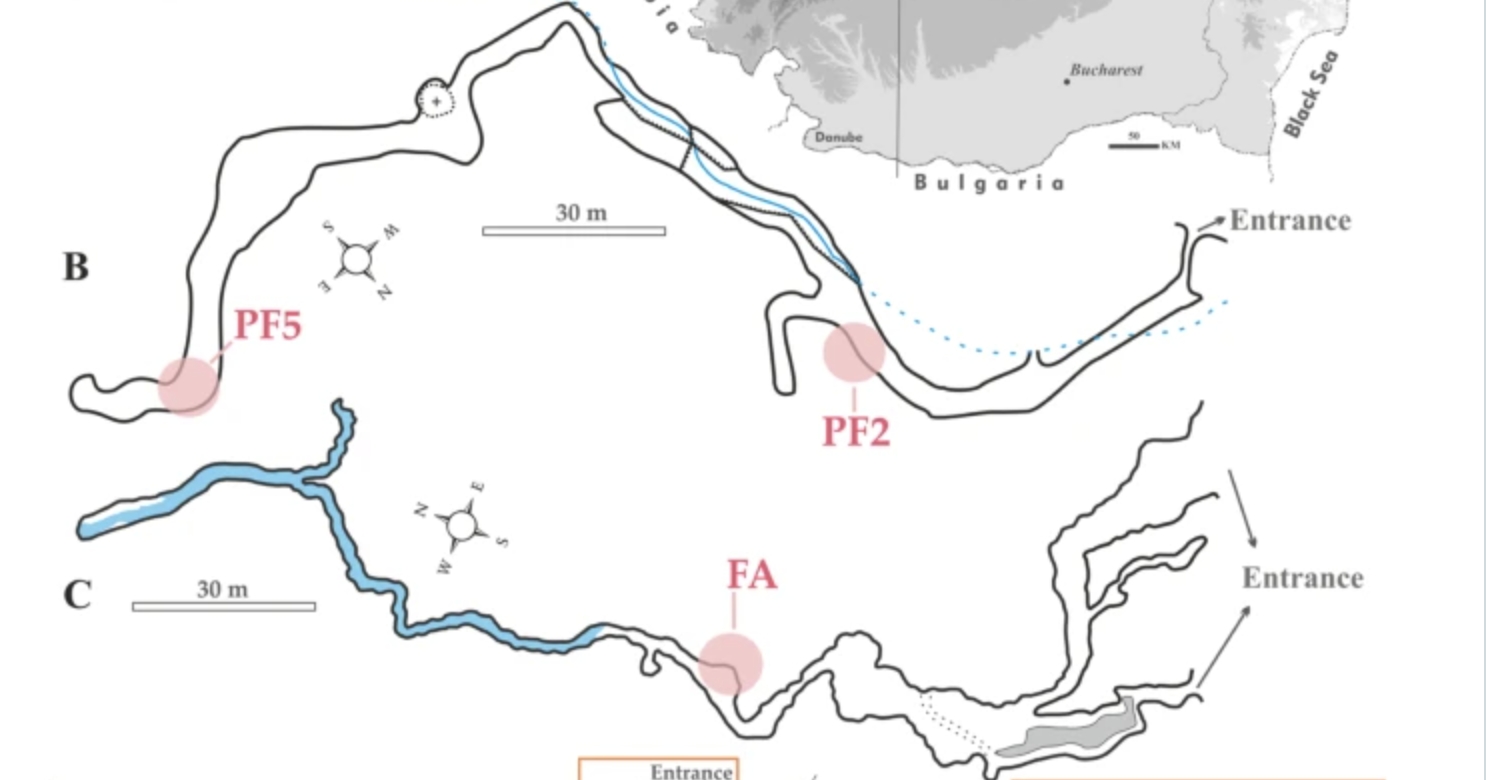 Bucharest
Black Sea
Danube
50
KM
Bulgaria
30 m
Entrance
S
W
E
N
B
PF5
PF2
E
N
S
W
FA
C
30 m
Entrance
Entrance